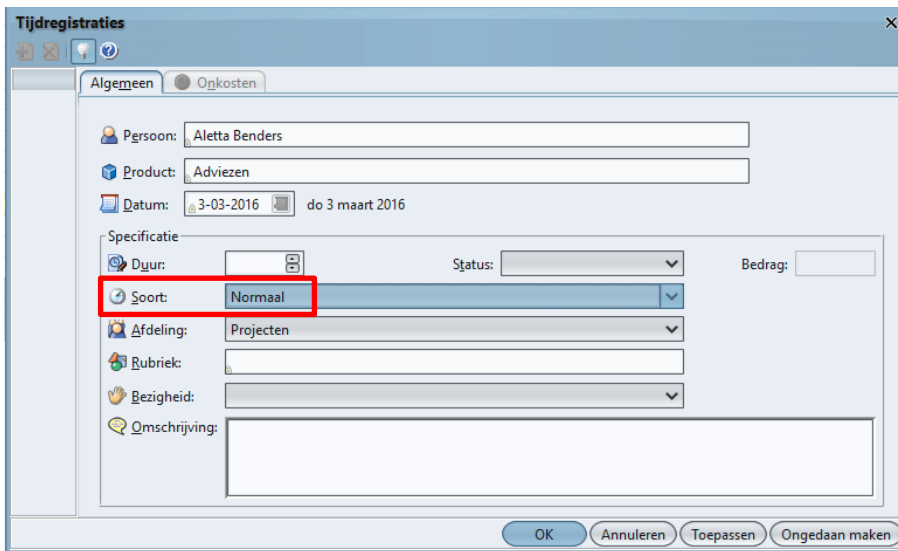 Tijdregistraties
Algemeen Onkosten
Persoon: Aletta Benders
Product: Adviezen
Datum: 3-03-2016 do 3 maart 2016
Specificatie
Duur: Status: Bedrag:
Soort: Normaal
Afdeling: Projecten
Rubriek:
Bezigheid:
Omschrijving:
OK Annuleren Toepassen Ongedaan maken